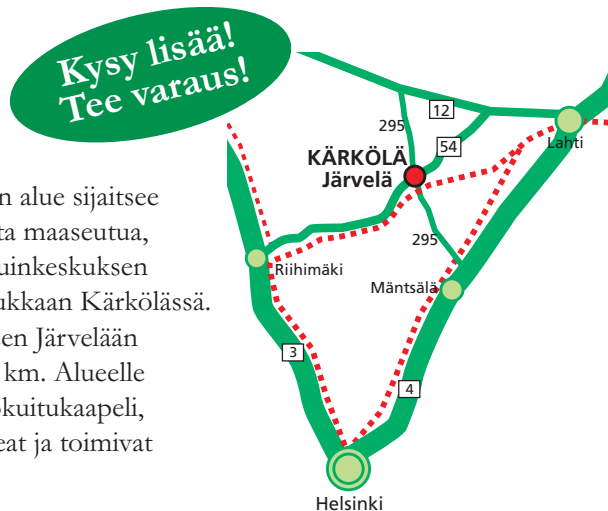 Kysy lisää!
Tee varaus!
n alue sijaitsee
ta maaseutua,
uinkeskuksen
ukkaan Kärkölässä.
en Järvelään
km. Alueelle
okuitukaapeli,
eat ja toimivat
12
295
54
KÄRKÖLÄ
Järvelä
Lahti
295
Riihimäki
Mäntsälä
3
4
Helsinki